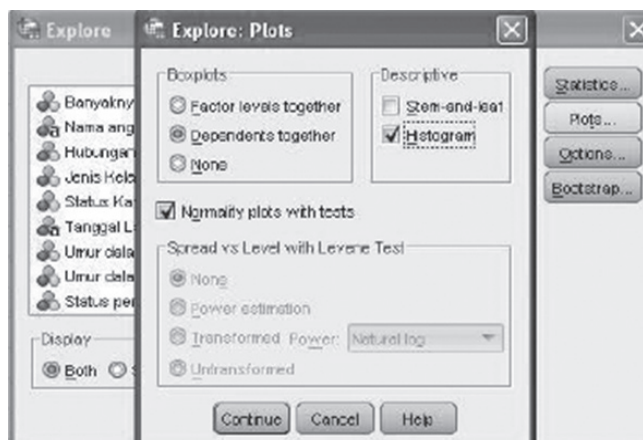 Explore
Explore: Plots
Banyakny
Nama ang
Hubungan
Jenis Kela
Status Ka
Tanggal L
Umur dala
Umur dala
Status per
Display
Both
Boxplots
Factor levels together
Dependents together
None
Descriptive
Stem-and-leaf
Histogram
Normality plots with tests
Spread vs Level with Levene Test
None
Power estimation
Transformed Power: Natural log
Untransformed
Continue Cancel Help
Statistics...
Plots...
Options...
Bootstrap...